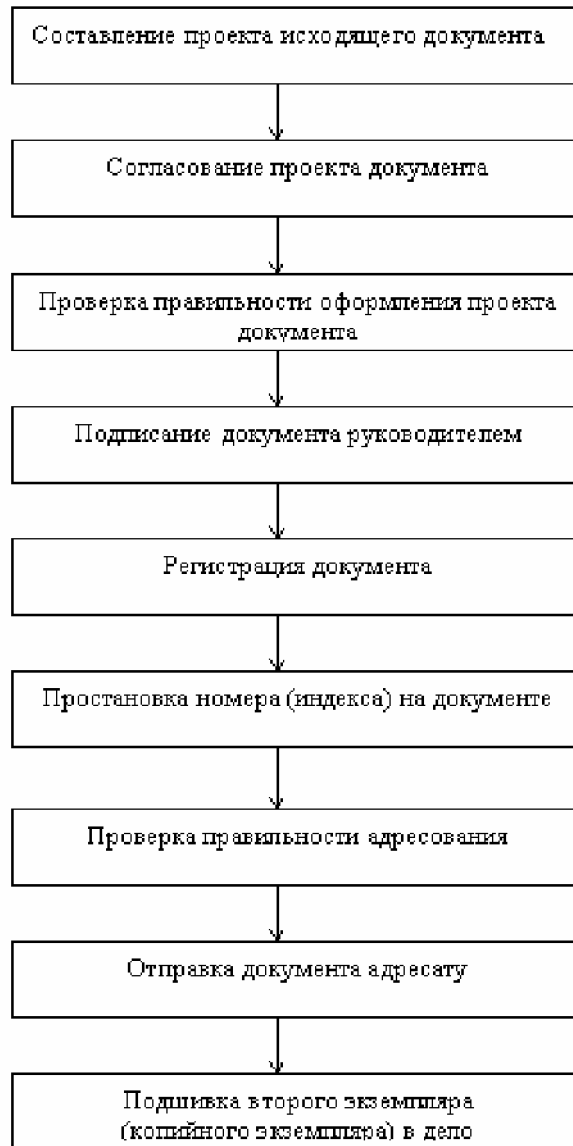 Составление проекта исходящего документа
Согласование проекта документа
Проверка правильности оформления проекта
документа
Подписание документа руководителем
Регистрация документа
Простановка номера (индекса) на документе
Проверка правильности адресования
Отправка документа адресату
Подшивка второго экземпляра
(копийного экземпляра) в дело